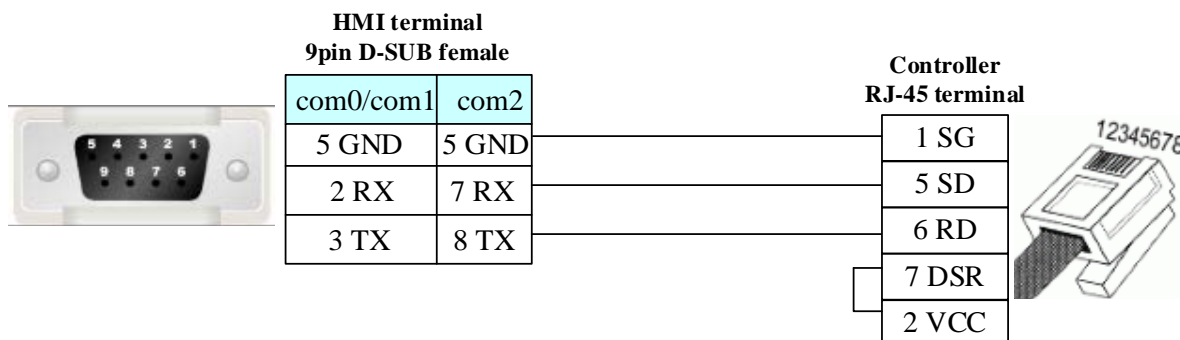 HMI terminal
9pin D-SUB female
com0/com1 com2
5 GND 5 GND
2 RX 7 RX
3 TX 8 TX
5 4 3 2 1
9 8 7 6
Controller
RJ-45 terminal
1 SG
5 SD
6 RD
7 DSR
2 VCC
12345678